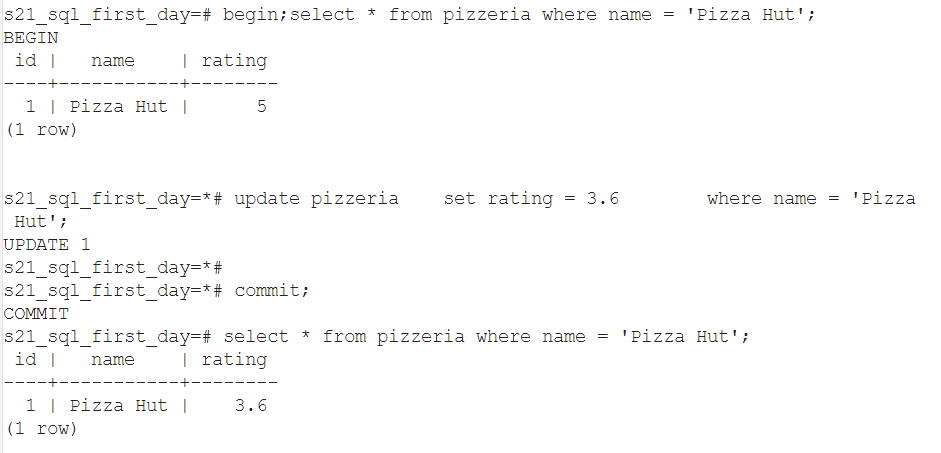 s21_sql_first_day=# begin;select * from pizzeria where name = 'Pizza Hut';
BEGIN
 id |   name    | rating
----+-----------+--------
  1 | Pizza Hut |      5
(1 row)
s21_sql_first_day=*# update pizzeria    set rating = 3.6        where name = 'Pizza
 Hut';
UPDATE 1
s21_sql_first_day=*#
s21_sql_first_day=*# commit;
COMMIT
s21_sql_first_day=# select * from pizzeria where name = 'Pizza Hut';
 id |   name    | rating
----+-----------+--------
  1 | Pizza Hut |    3.6
(1 row)